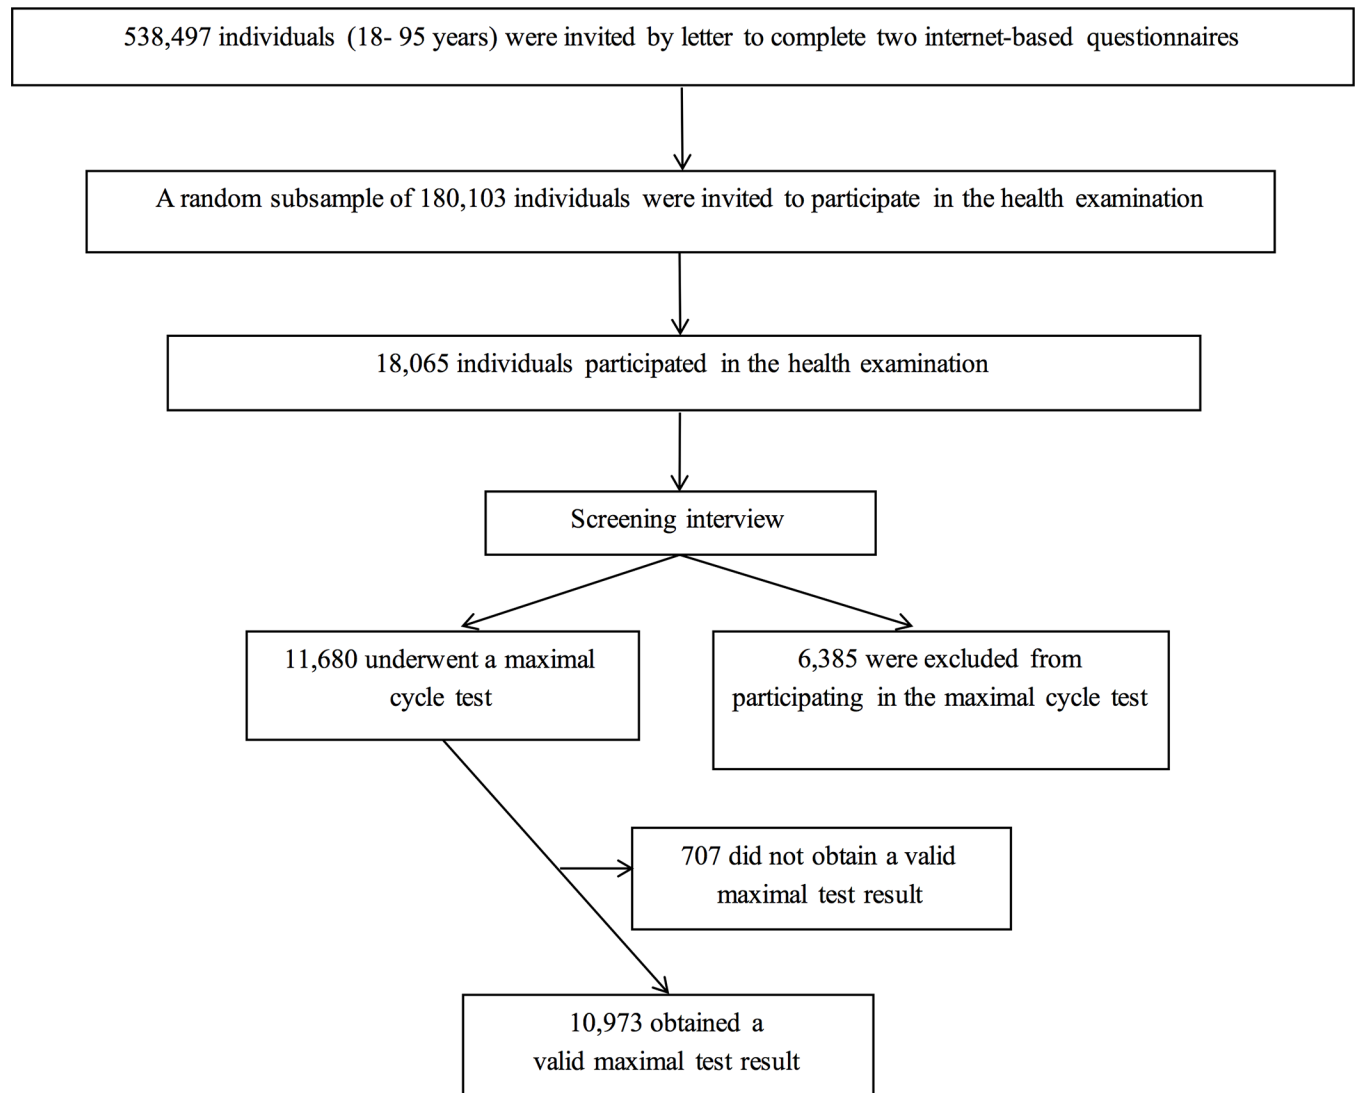 538,497 individuals (18- 95 years) were invited by letter to complete two internet-based questionnaires
A random subsample of 180,103 individuals were invited to participate in the health examination
18,065 individuals participated in the health examination
Screening interview
11,680 underwent a maximal
cycle test
6,385 were excluded from
participating in the maximal cycle test
707 did not obtain a valid
maximal test result
10,973 obtained a
valid maximal test result